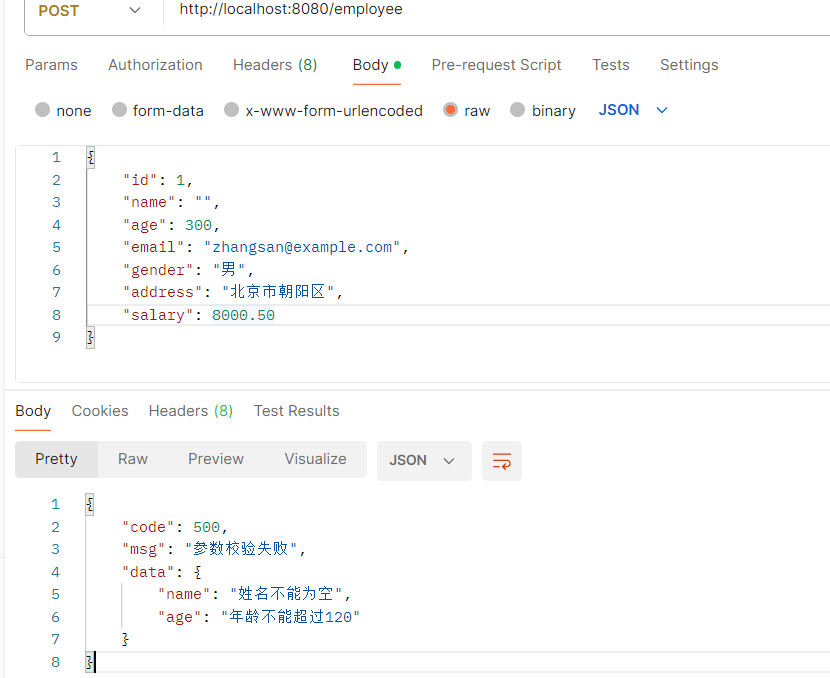 POST http://localhost:8080/employee
Params Authorization Headers (8) Body Pre-request Script Tests Settings
none form-data x-www-form-urlencoded raw binary JSON
1 {
2 "id": 1,
3 "name": "",
4 "age": 300,
5 "email": "zhangsan@example.com",
6 "gender": "男",
7 "address": "北京市朝阳区",
8 "salary": 8000.50
9 }
Body Cookies Headers (8) Test Results
Pretty Raw Preview Visualize JSON
1 {
2 "code": 500,
3 "msg": "参数校验失败",
4 "data": {
5 "name": "姓名不能为空",
6 "age": "年龄不能超过120"
7 }
8 }